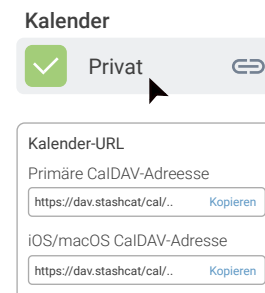 Kalender
Privat
Kalender-URL
Primäre CalDAV-Adreesse
https://dav.stashcat/cal/.. Kopieren
iOS/macOS CalDAV-Adresse
https://dav.stashcat/cal/.. Kopieren